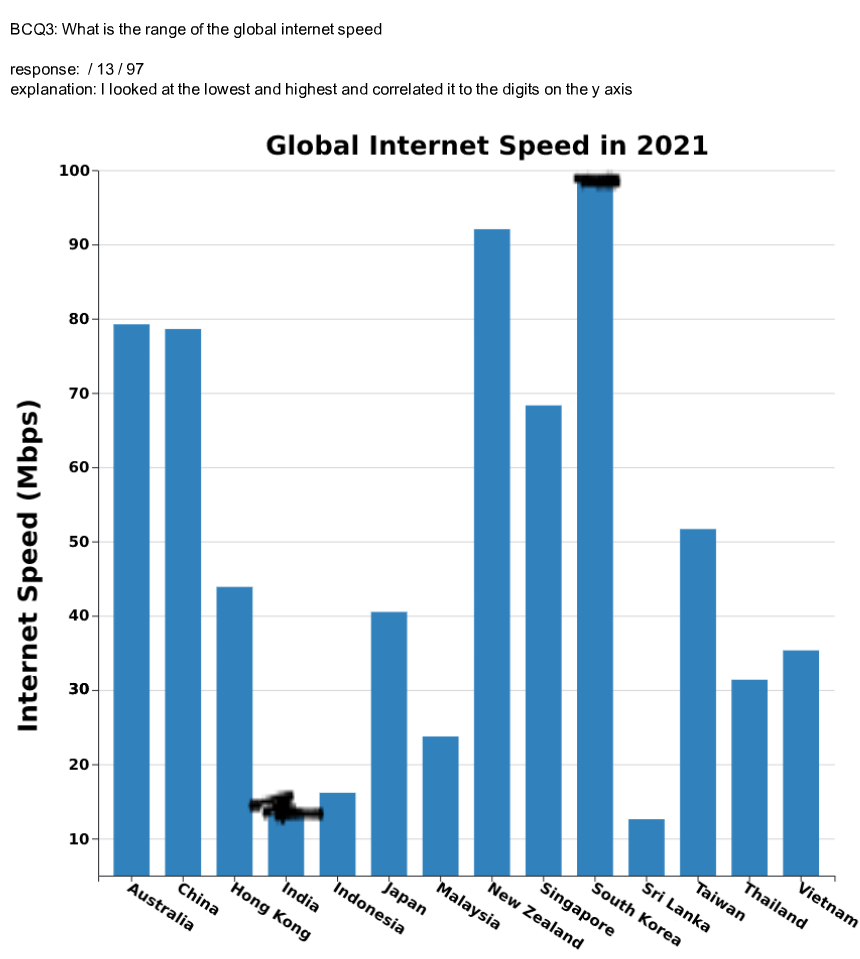 BCQ3: What is the range of the global internet speed
response:  / 13 / 97
explanation: I looked at the lowest and highest and correlated it to the digits on the y axis
Global Internet Speed in 2021
Internet Speed (Mbps)
100
90
80
70
60
50
40
30
20
10
Australia
China
Hong Kong
India
Indonesia
Japan
Malaysia
New Zealand
Singapore
South Korea
Sri Lanka
Taiwan
Thailand
Vietnam